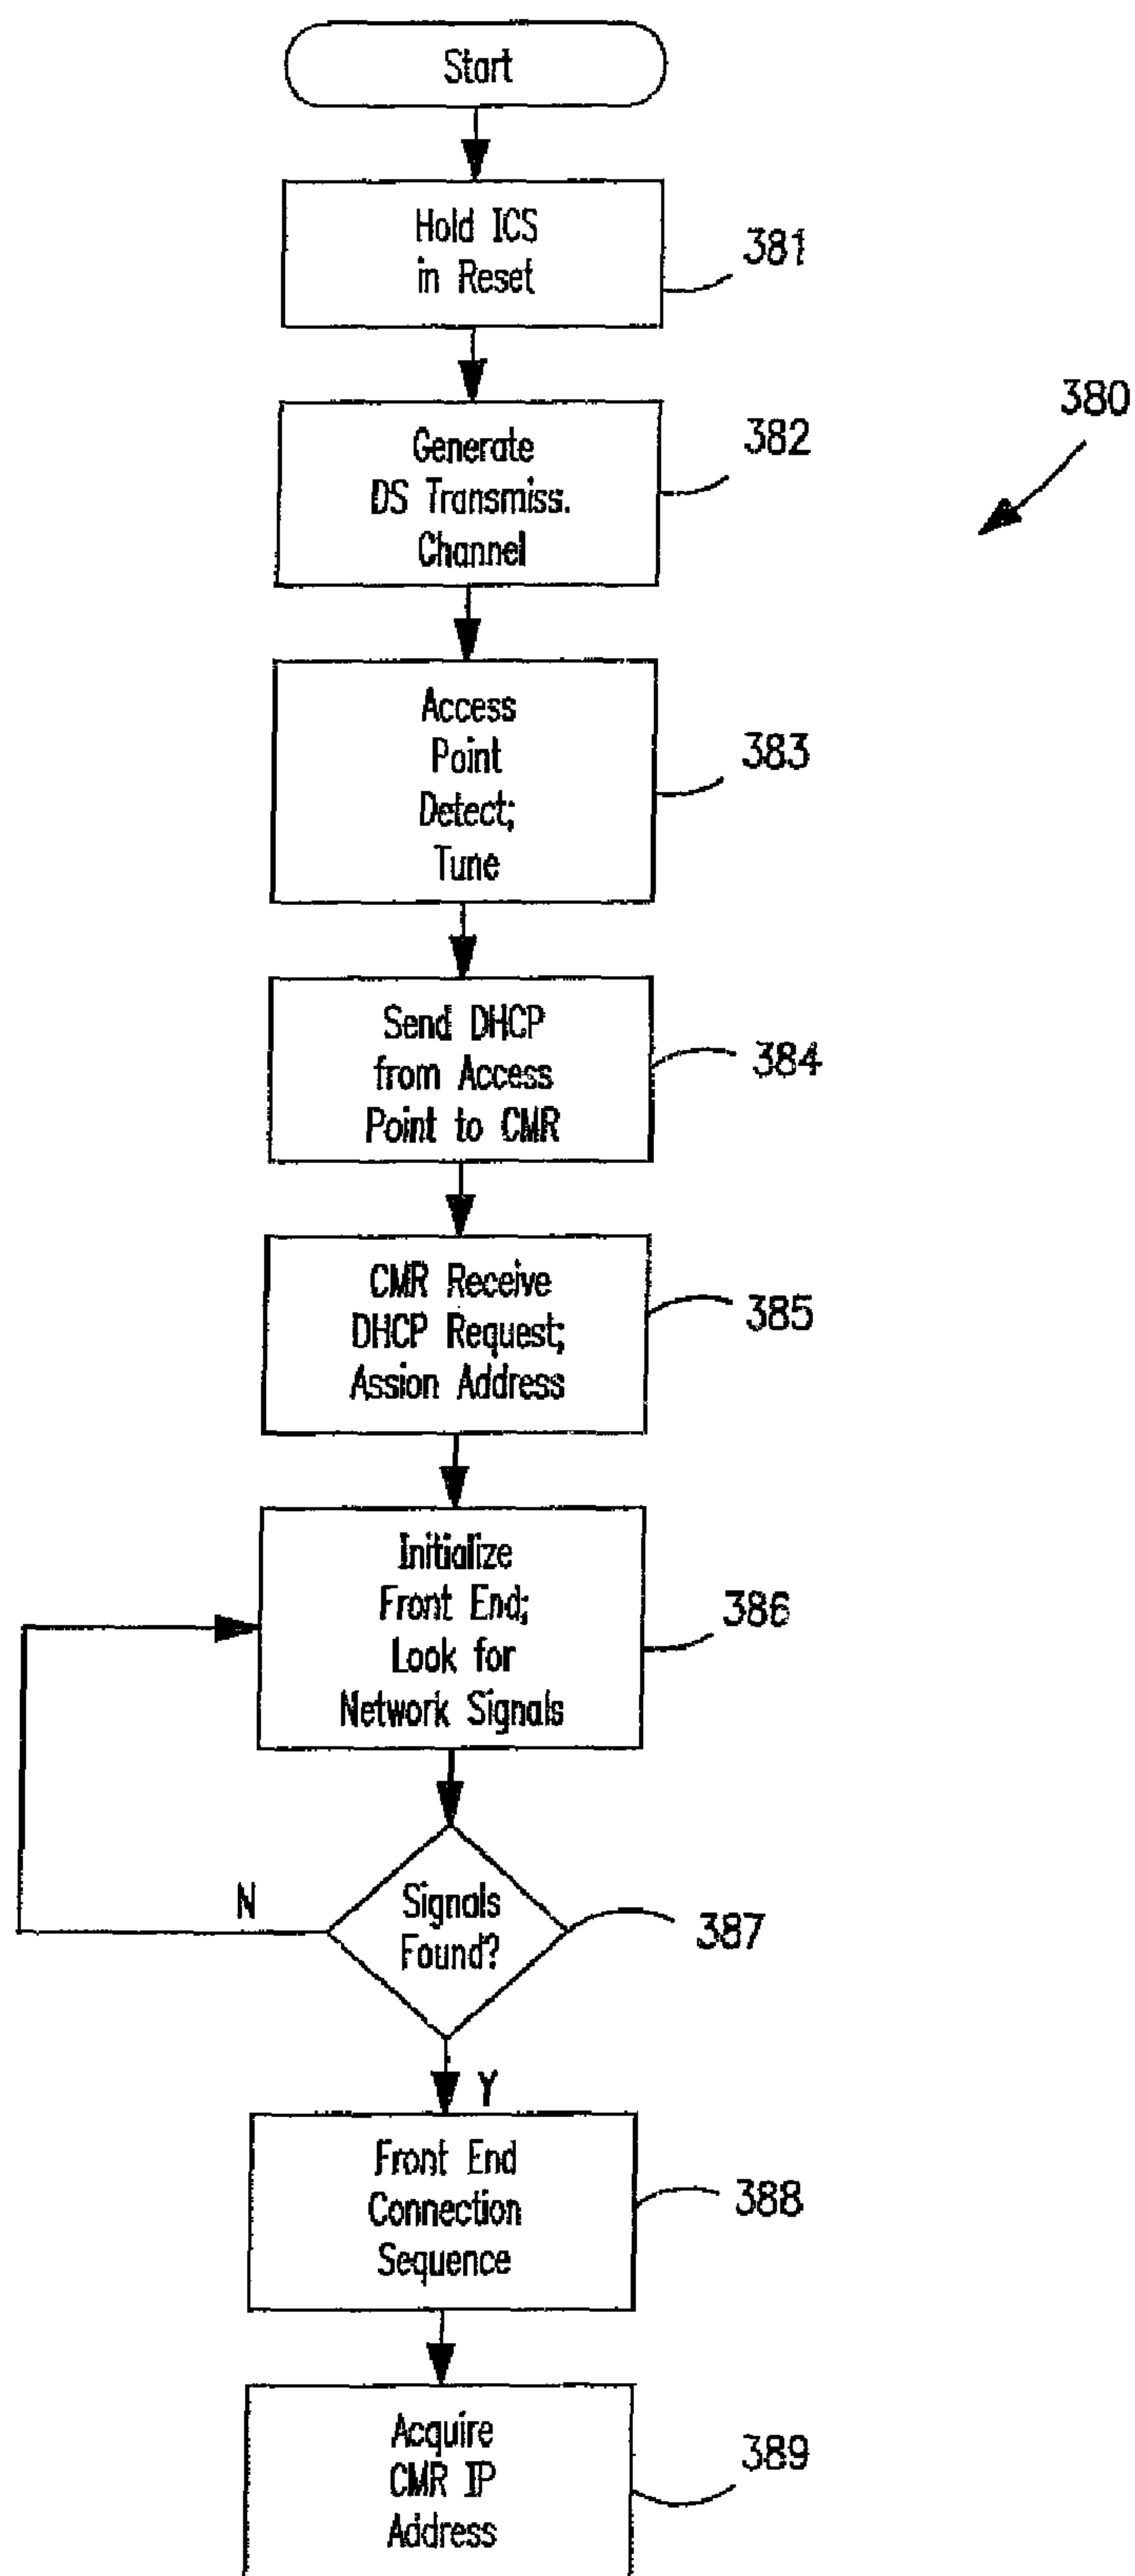 Start
Hold ICS
in Reset
381
380
Generate
DS Transmiss.
Channel
382
Access
Point
Detect;
Tune
383
Send DHCP
from Access
Point to CMR
384
CMR Receive
DHCP Request;
Assion Address
385
Initialize
Front End;
Look for
Network Signals
386
N
Signals
Found?
387
Y
Front End
Connection
Sequence
388
Acquire
CMR IP
Address
389